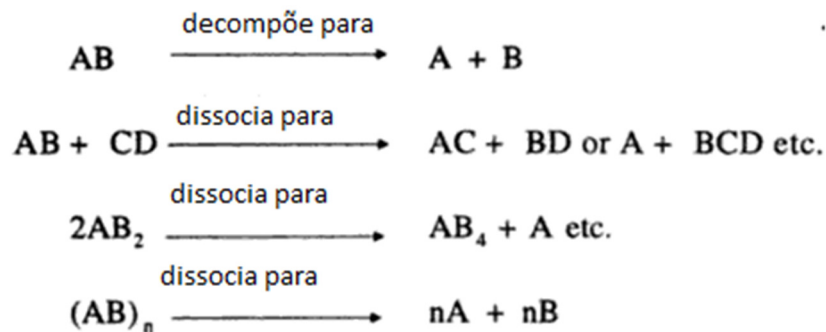 decompõe para
AB A + B
dissocia para
AB + CD AC + BD or A + BCD etc.
dissocia para
2AB₂ AB₄ + A etc.
dissocia para
(AB)ₙ nA + nB